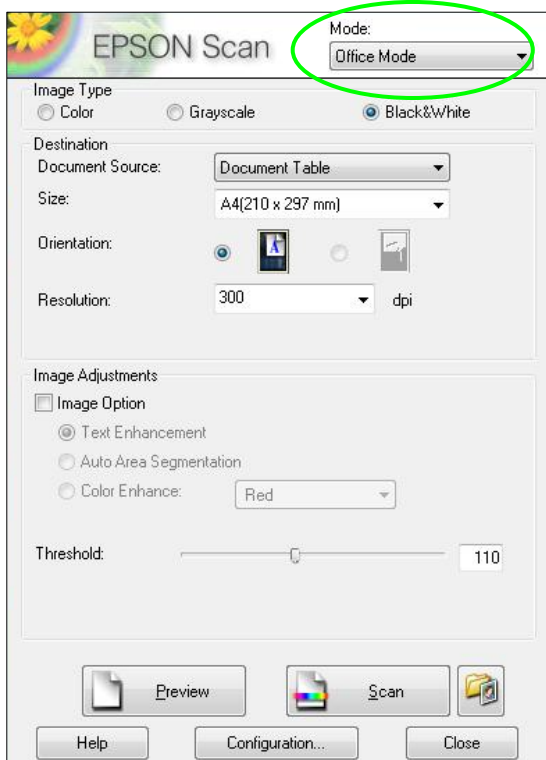 EPSON Scan
Mode:
Office Mode
Image Type
Color Grayscale Black&White
Destination
Document Source: Document Table
Size: A4(210 x 297 mm)
Orientation: A
Resolution: 300 dpi
Image Adjustments
Image Option
Text Enhancement
Auto Area Segmentation
Color Enhance: Red
Threshold: 110
Preview Scan
Help Configuration... Close